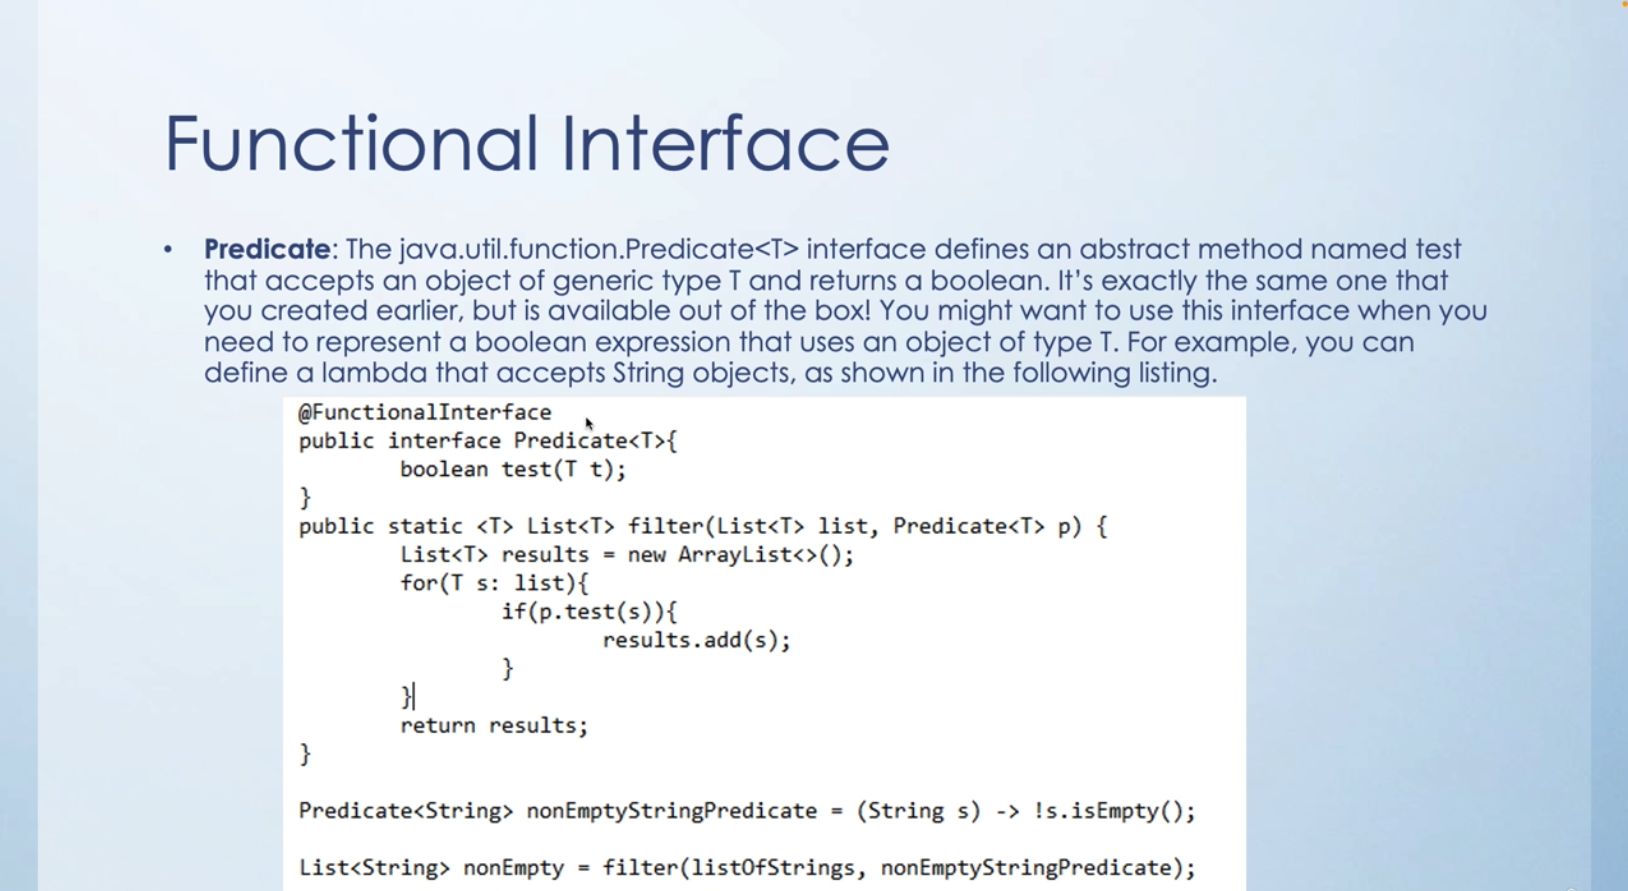 Functional Interface
• Predicate: The java.util.function.Predicate<T> interface defines an abstract method named test
that accepts an object of generic type T and returns a boolean. It's exactly the same one that
you created earlier, but is available out of the box! You might want to use this interface when you
need to represent a boolean expression that uses an object of type T. For example, you can
define a lambda that accepts String objects, as shown in the following listing.
@FunctionalInterface
public interface Predicate<T>{
        boolean test(T t);
}
public static <T> List<T> filter(List<T> list, Predicate<T> p) {
        List<T> results = new ArrayList<>();
        for(T s: list){
                if(p.test(s)){
                        results.add(s);
                }
        }
        return results;
}
Predicate<String> nonEmptyStringPredicate = (String s) -> !s.isEmpty();
List<String> nonEmpty = filter(listOfStrings, nonEmptyStringPredicate);